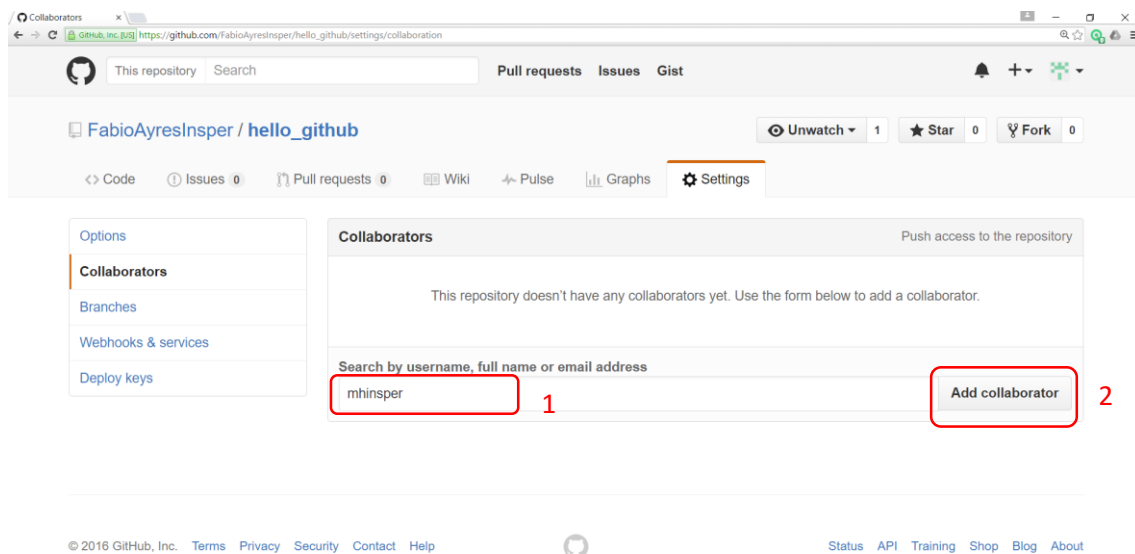 Collaborators
GitHub, Inc. [US] https://github.com/FabioAyresInsper/hello_github/settings/collaboration
This repository Search Pull requests Issues Gist
FabioAyresInsper / hello_github Unwatch 1 Star 0 Fork 0
Code Issues 0 Pull requests 0 Wiki Pulse Graphs Settings
Options
Collaborators
Branches
Webhooks & services
Deploy keys
Collaborators Push access to the repository
This repository doesn't have any collaborators yet. Use the form below to add a collaborator.
Search by username, full name or email address
mhinsper 1 Add collaborator 2
© 2016 GitHub, Inc. Terms Privacy Security Contact Help Status API Training Shop Blog About